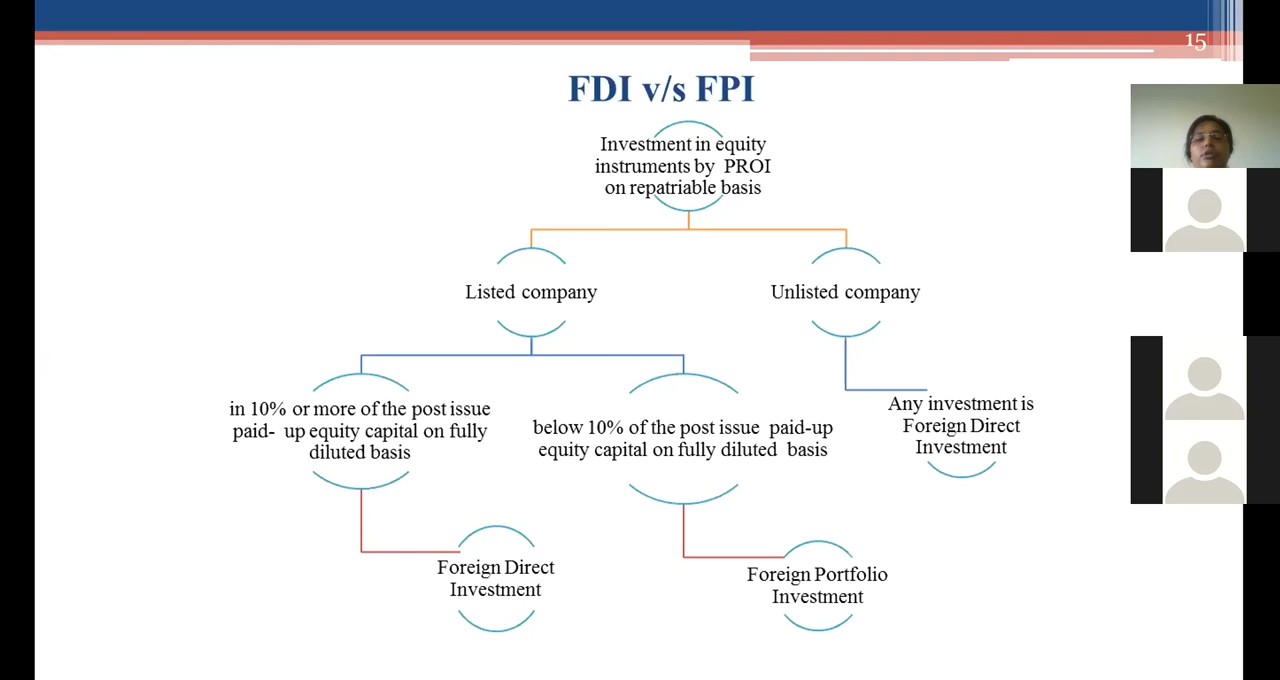 15
FDI v/s FPI
Investment in equity
instruments by PROI
on repatriable basis
Listed company
Unlisted company
in 10% or more of the post issue
paid- up equity capital on fully
diluted basis
below 10% of the post issue paid-up
equity capital on fully diluted basis
Any investment is
Foreign Direct
Investment
Foreign Direct
Investment
Foreign Portfolio
Investment